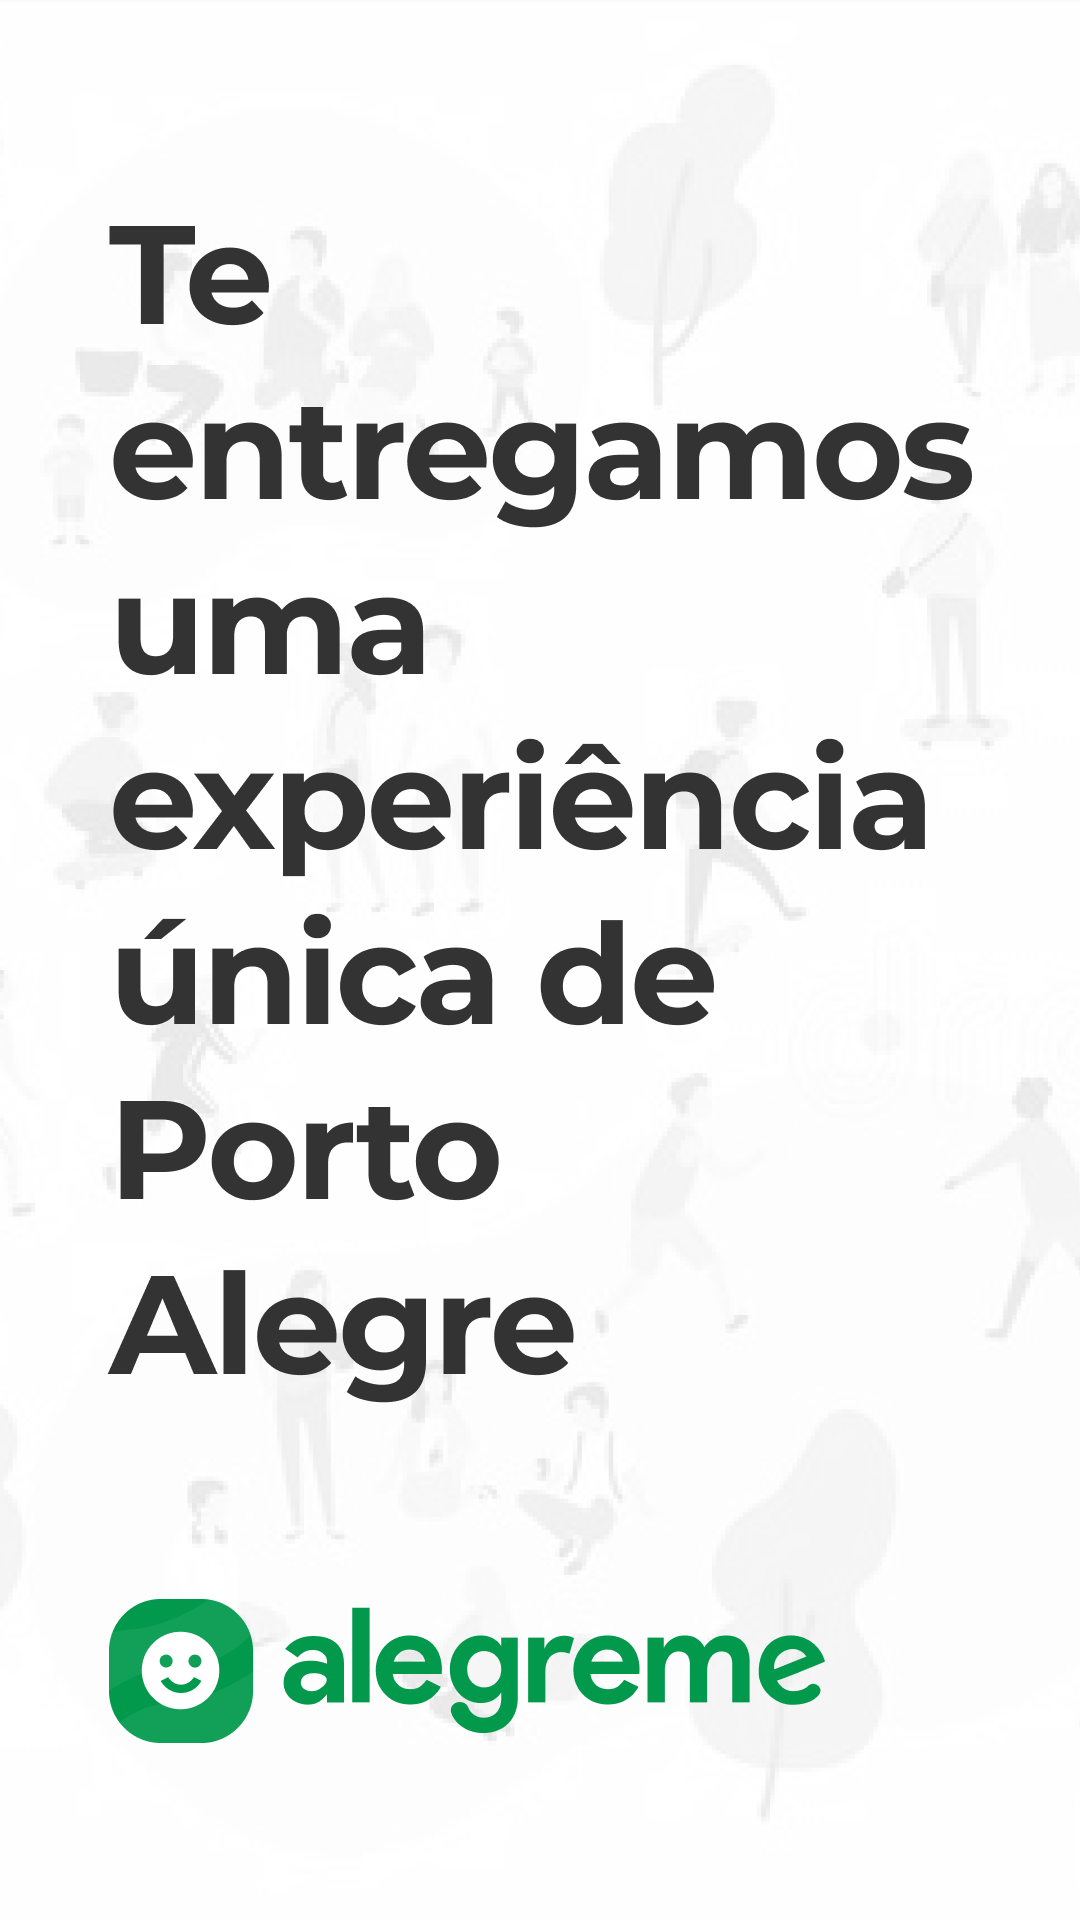 Te
entregamos
uma
experiência
única de
Porto
Alegre
alegreme